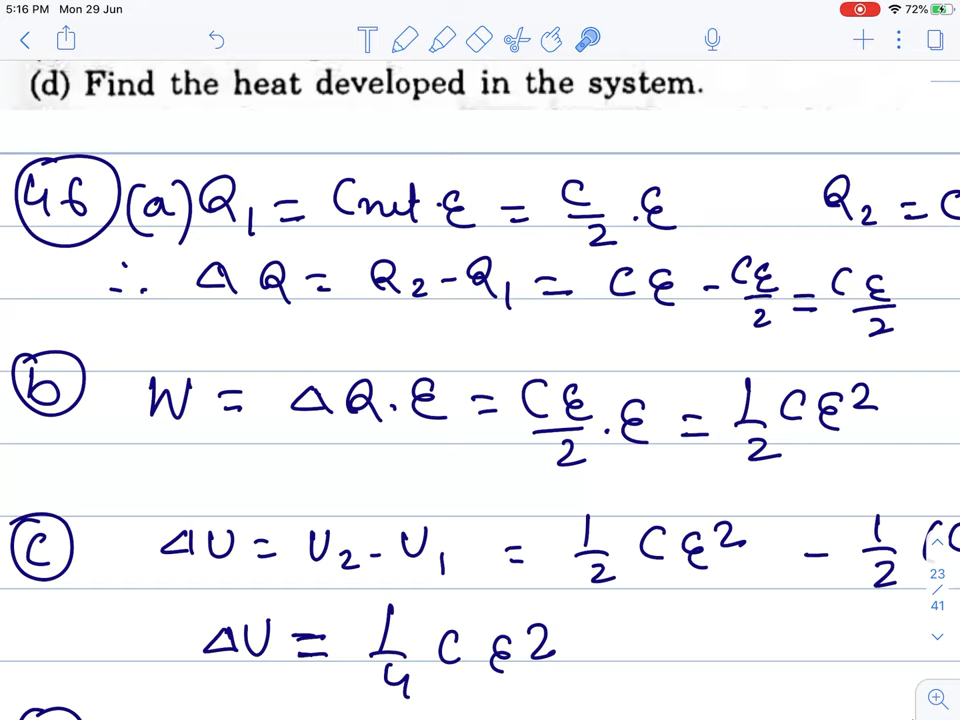 5:16 PM Mon 29 Jun 72%
T
(d) Find the heat developed in the system.
46 (a) Q₁ = Cnet · ε = C/2 · ε Q₂ = C
∴ ΔQ = Q₂ - Q₁ = Cε - Cε/2 = Cε/2
b W = ΔQ · ε = Cε/2 · ε = 1/2 Cε²
c ΔU = U₂ - U₁ = 1/2 Cε² - 1/2 (C
23 / 41
ΔU = 1/4 Cε²